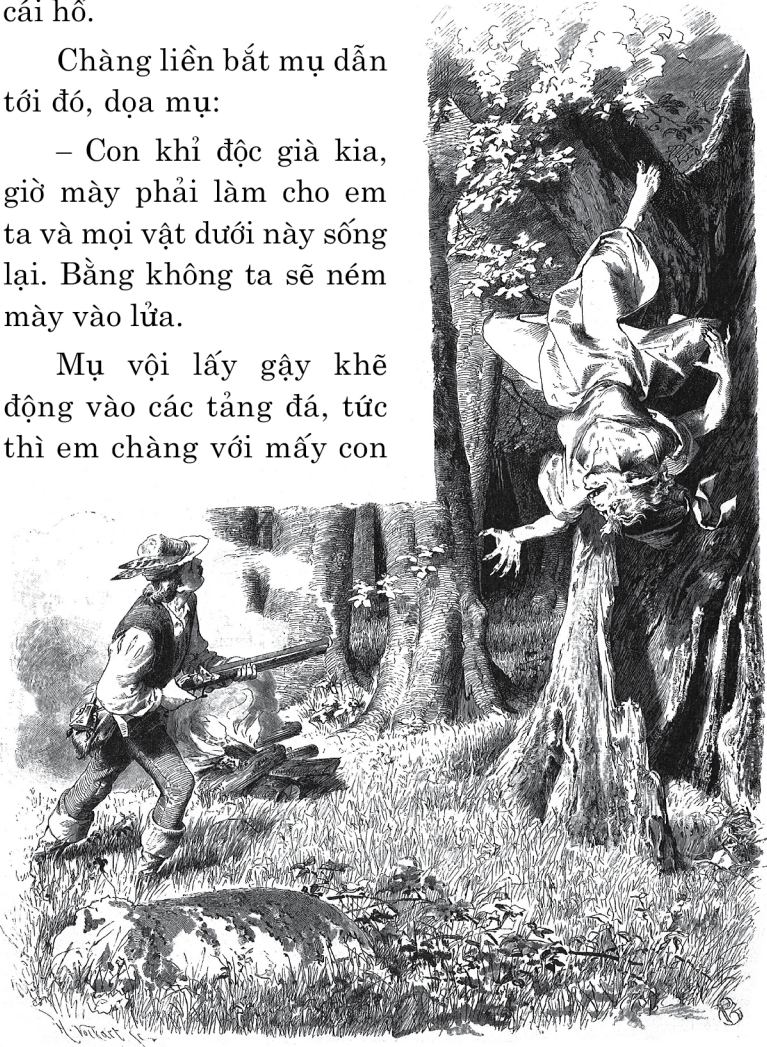 cái hố.
Chàng liền bắt mụ dẫn
tới đó, dọa mụ:
– Con khỉ độc già kia,
giờ mày phải làm cho em
ta và mọi vật dưới này sống
lại. Bằng không ta sẽ ném
mày vào lửa.
Mụ vội lấy gậy khẽ
động vào các tảng đá, tức
thì em chàng với mấy con